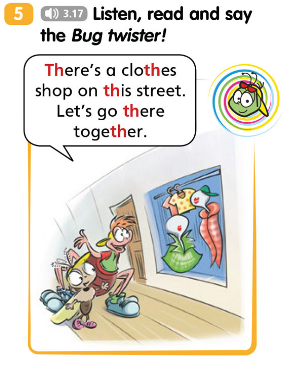 5 3.17 Listen, read and say
the Bug twister!
There's a clothes
shop on this street.
Let's go there
together.